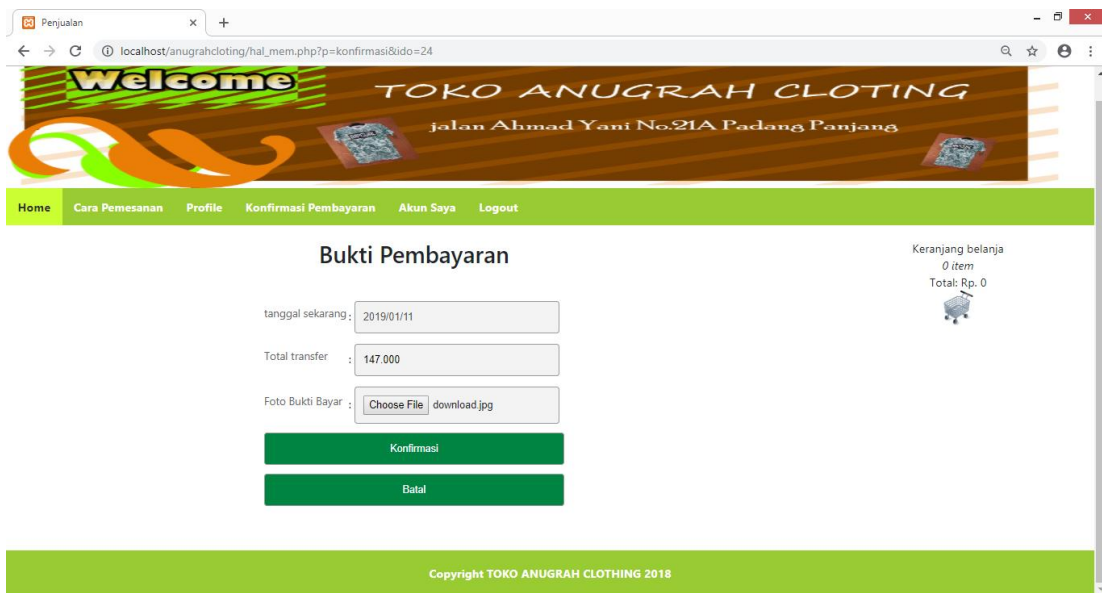 Penjualan
localhost/anugrahcloting/hal_mem.php?p=konfirmasi&ido=24
Welcome
TOKO ANUGRAH CLOTING
jalan Ahmad Yani No.21A Padang Panjang
Home Cara Pemesanan Profile Konfirmasi Pembayaran Akun Saya Logout
Bukti Pembayaran
Keranjang belanja
0 item
Total: Rp. 0
tanggal sekarang : 2019/01/11
Total transfer : 147.000
Foto Bukti Bayar : Choose File download.jpg
Konfirmasi
Batal
Copyright TOKO ANUGRAH CLOTHING 2018